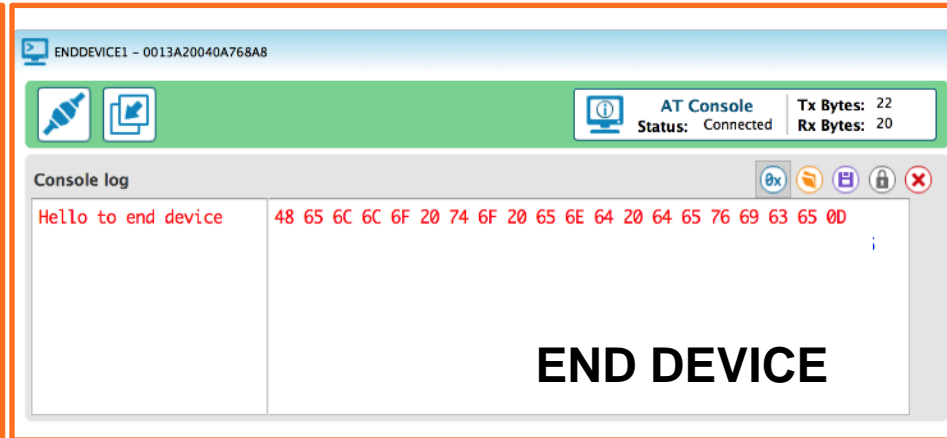 ENDDEVICE1 - 0013A20040A768A8
AT Console Tx Bytes: 22
Status: Connected Rx Bytes: 20
Console log
0x
Hello to end device 48 65 6C 6C 6F 20 74 6F 20 65 6E 64 20 64 65 76 69 63 65 0D
END DEVICE